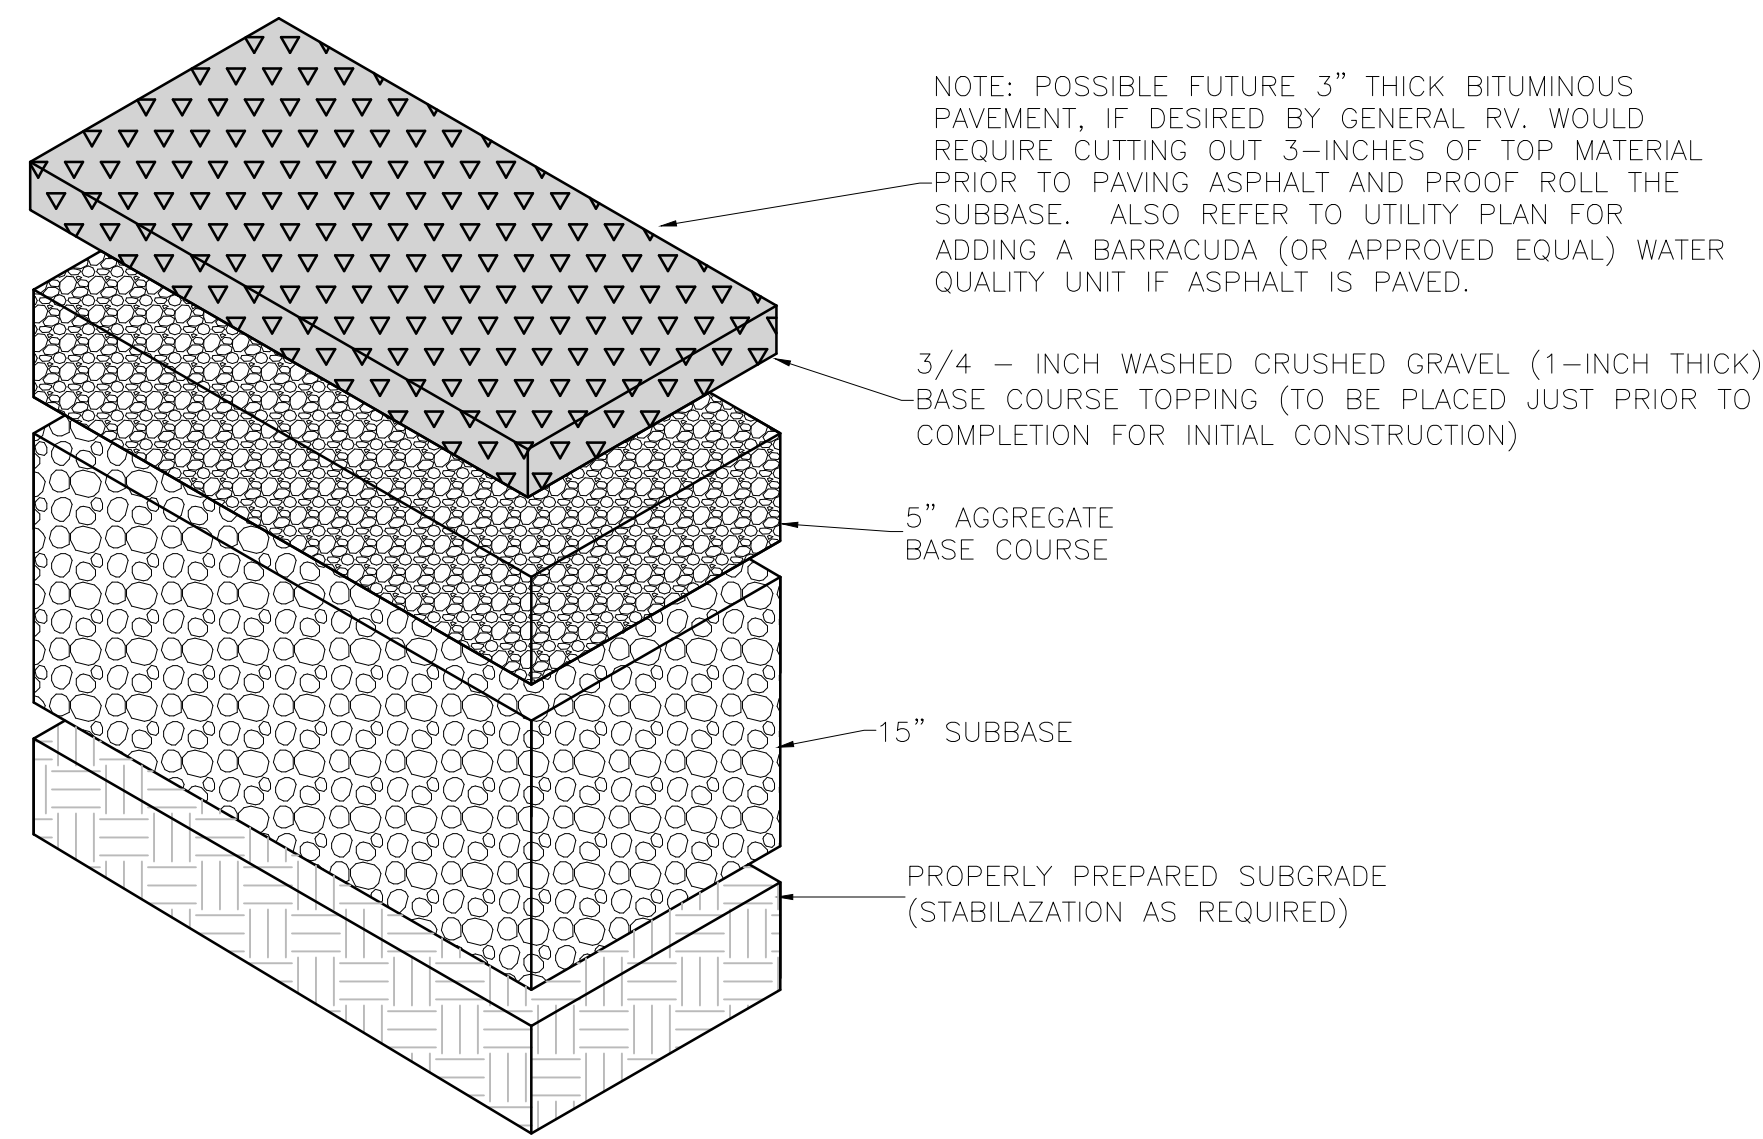 NOTE: POSSIBLE FUTURE 3" THICK BITUMINOUS
PAVEMENT, IF DESIRED BY GENERAL RV. WOULD
REQUIRE CUTTING OUT 3-INCHES OF TOP MATERIAL
PRIOR TO PAVING ASPHALT AND PROOF ROLL THE
SUBBASE. ALSO REFER TO UTILITY PLAN FOR
ADDING A BARRACUDA (OR APPROVED EQUAL) WATER
QUALITY UNIT IF ASPHALT IS PAVED.
3/4 - INCH WASHED CRUSHED GRAVEL (1-INCH THICK)
BASE COURSE TOPPING (TO BE PLACED JUST PRIOR TO
COMPLETION FOR INITIAL CONSTRUCTION)
5" AGGREGATE
BASE COURSE
15" SUBBASE
PROPERLY PREPARED SUBGRADE
(STABILAZATION AS REQUIRED)